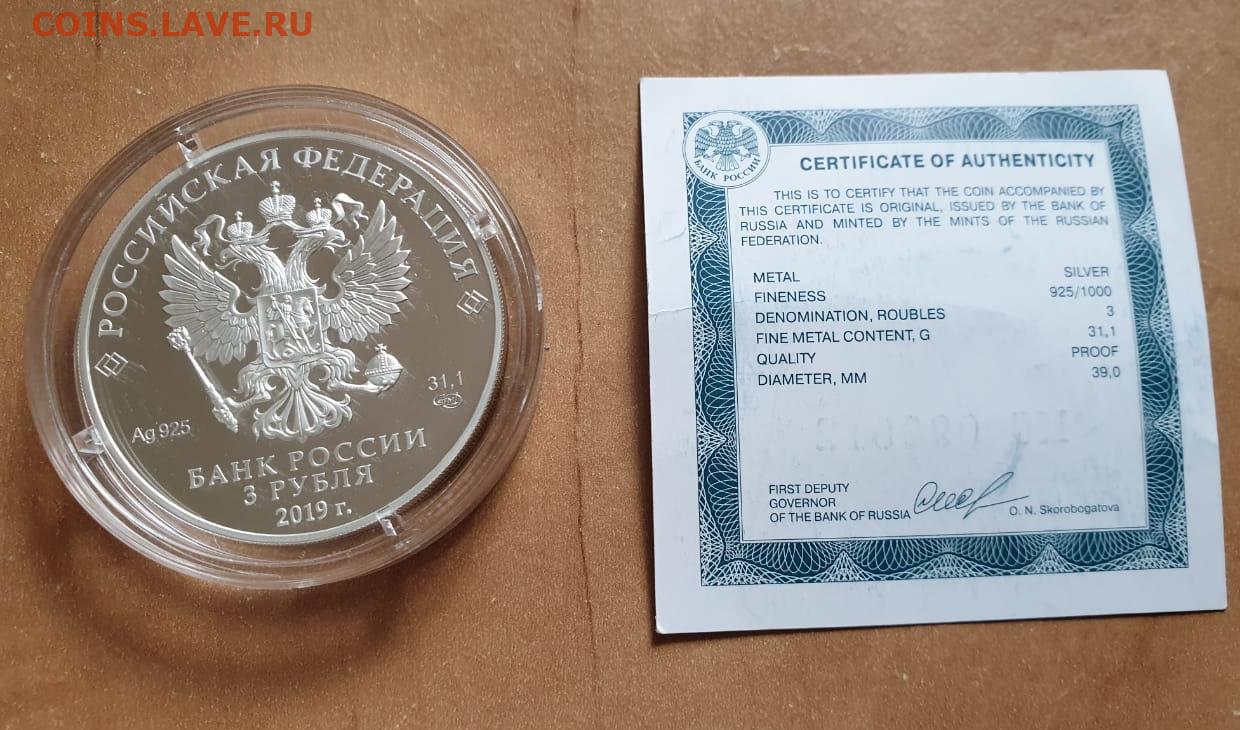 COINS.LAVE.RU
РОССИЙСКАЯ ФЕДЕРАЦИЯ
31,1
Ag 925
БАНК РОССИИ
3 РУБЛЯ
2019 г.
БАНК РОССИИ
CERTIFICATE OF AUTHENTICITY
THIS IS TO CERTIFY THAT THE COIN ACCOMPANIED BY
THIS CERTIFICATE IS ORIGINAL, ISSUED BY THE BANK OF
RUSSIA AND MINTED BY THE MINTS OF THE RUSSIAN
FEDERATION.
METAL SILVER
FINENESS 925/1000
DENOMINATION, ROUBLES 3
FINE METAL CONTENT, G 31,1
QUALITY PROOF
DIAMETER, MM 39,0
FIRST DEPUTY
GOVERNOR
OF THE BANK OF RUSSIA O. N. Skorobogatova